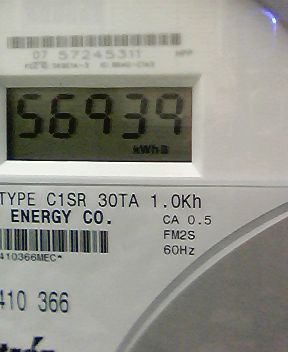 07 57245311
56939
kWh-B
TYPE C1SR 30TA 1.0Kh
ENERGY CO. CA 0.5
FM2S
60Hz
410366MEC*
410 366